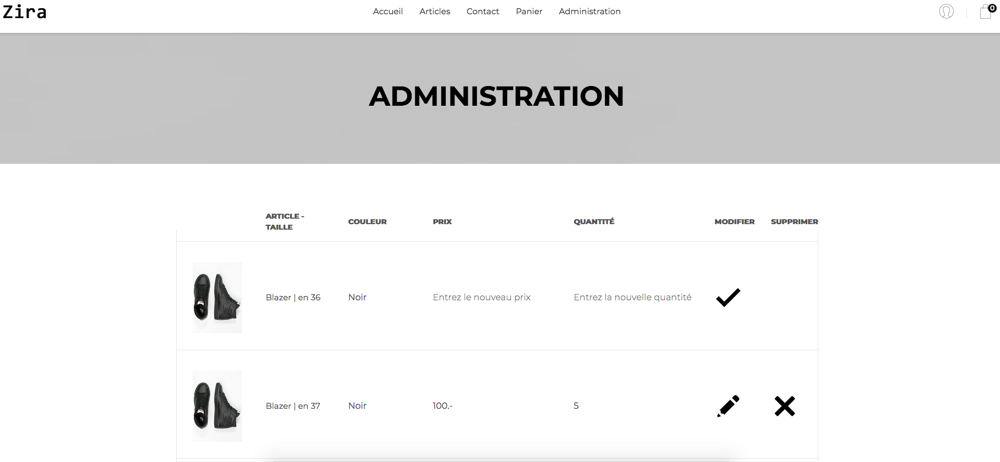 Zira
Accueil Articles Contact Panier Administration
0
ADMINISTRATION
ARTICLE - TAILLE COULEUR PRIX QUANTITÉ MODIFIER SUPPRIMER
Blazer | en 36 Noir Entrez le nouveau prix Entrez la nouvelle quantité
Blazer | en 37 Noir 100.- 5